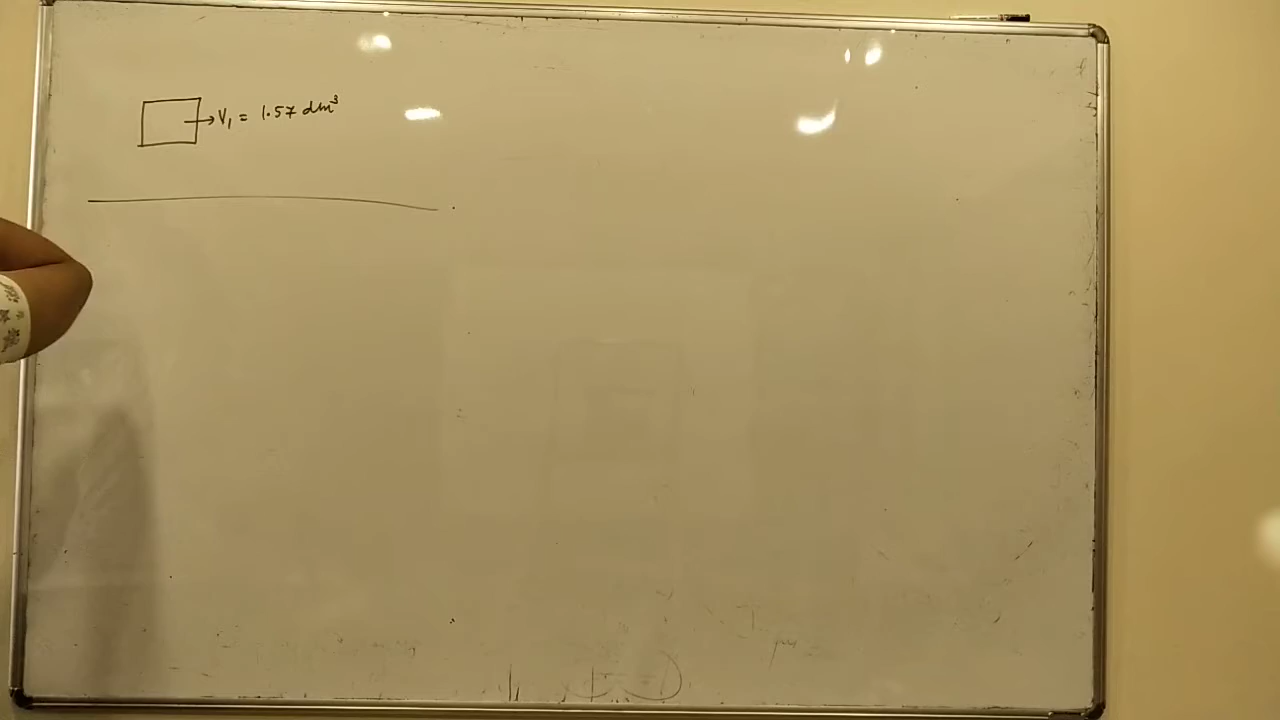 V₁ = 1.57 dm³